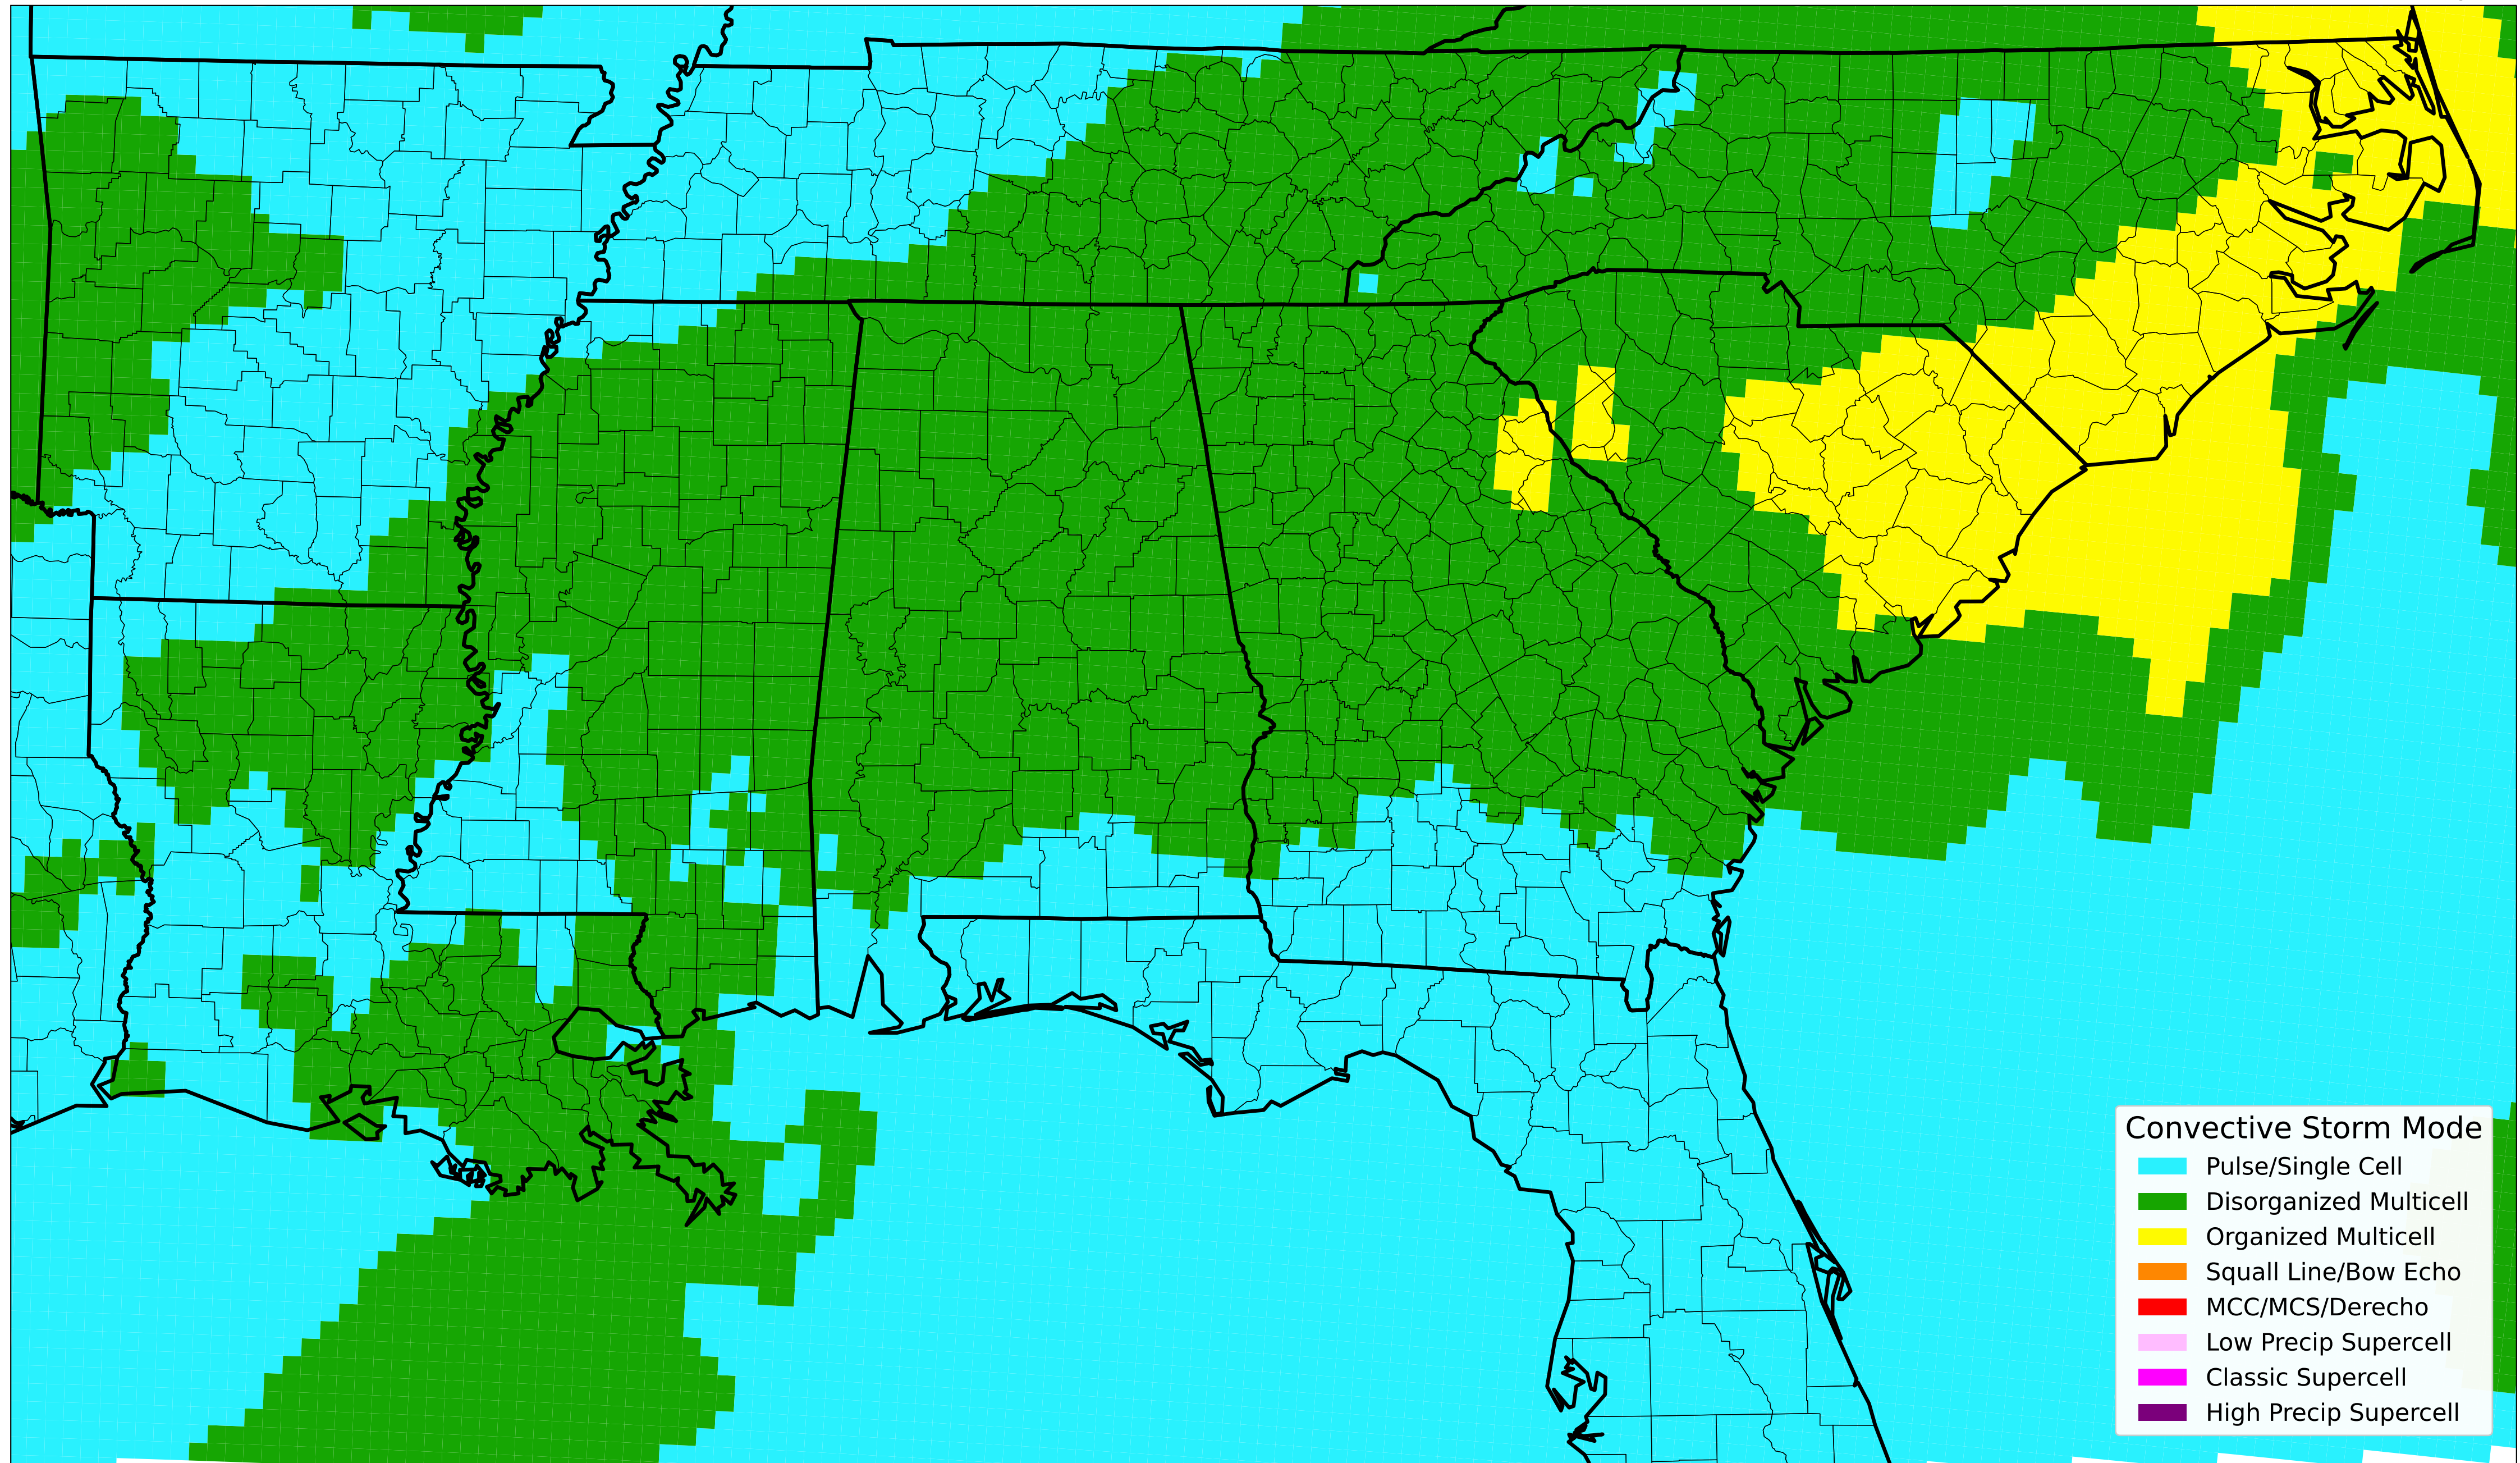 Convective Storm Mode
Pulse/Single Cell
Disorganized Multicell
Organized Multicell
Squall Line/Bow Echo
MCC/MCS/Derecho
Low Precip Supercell
Classic Supercell
High Precip Supercell